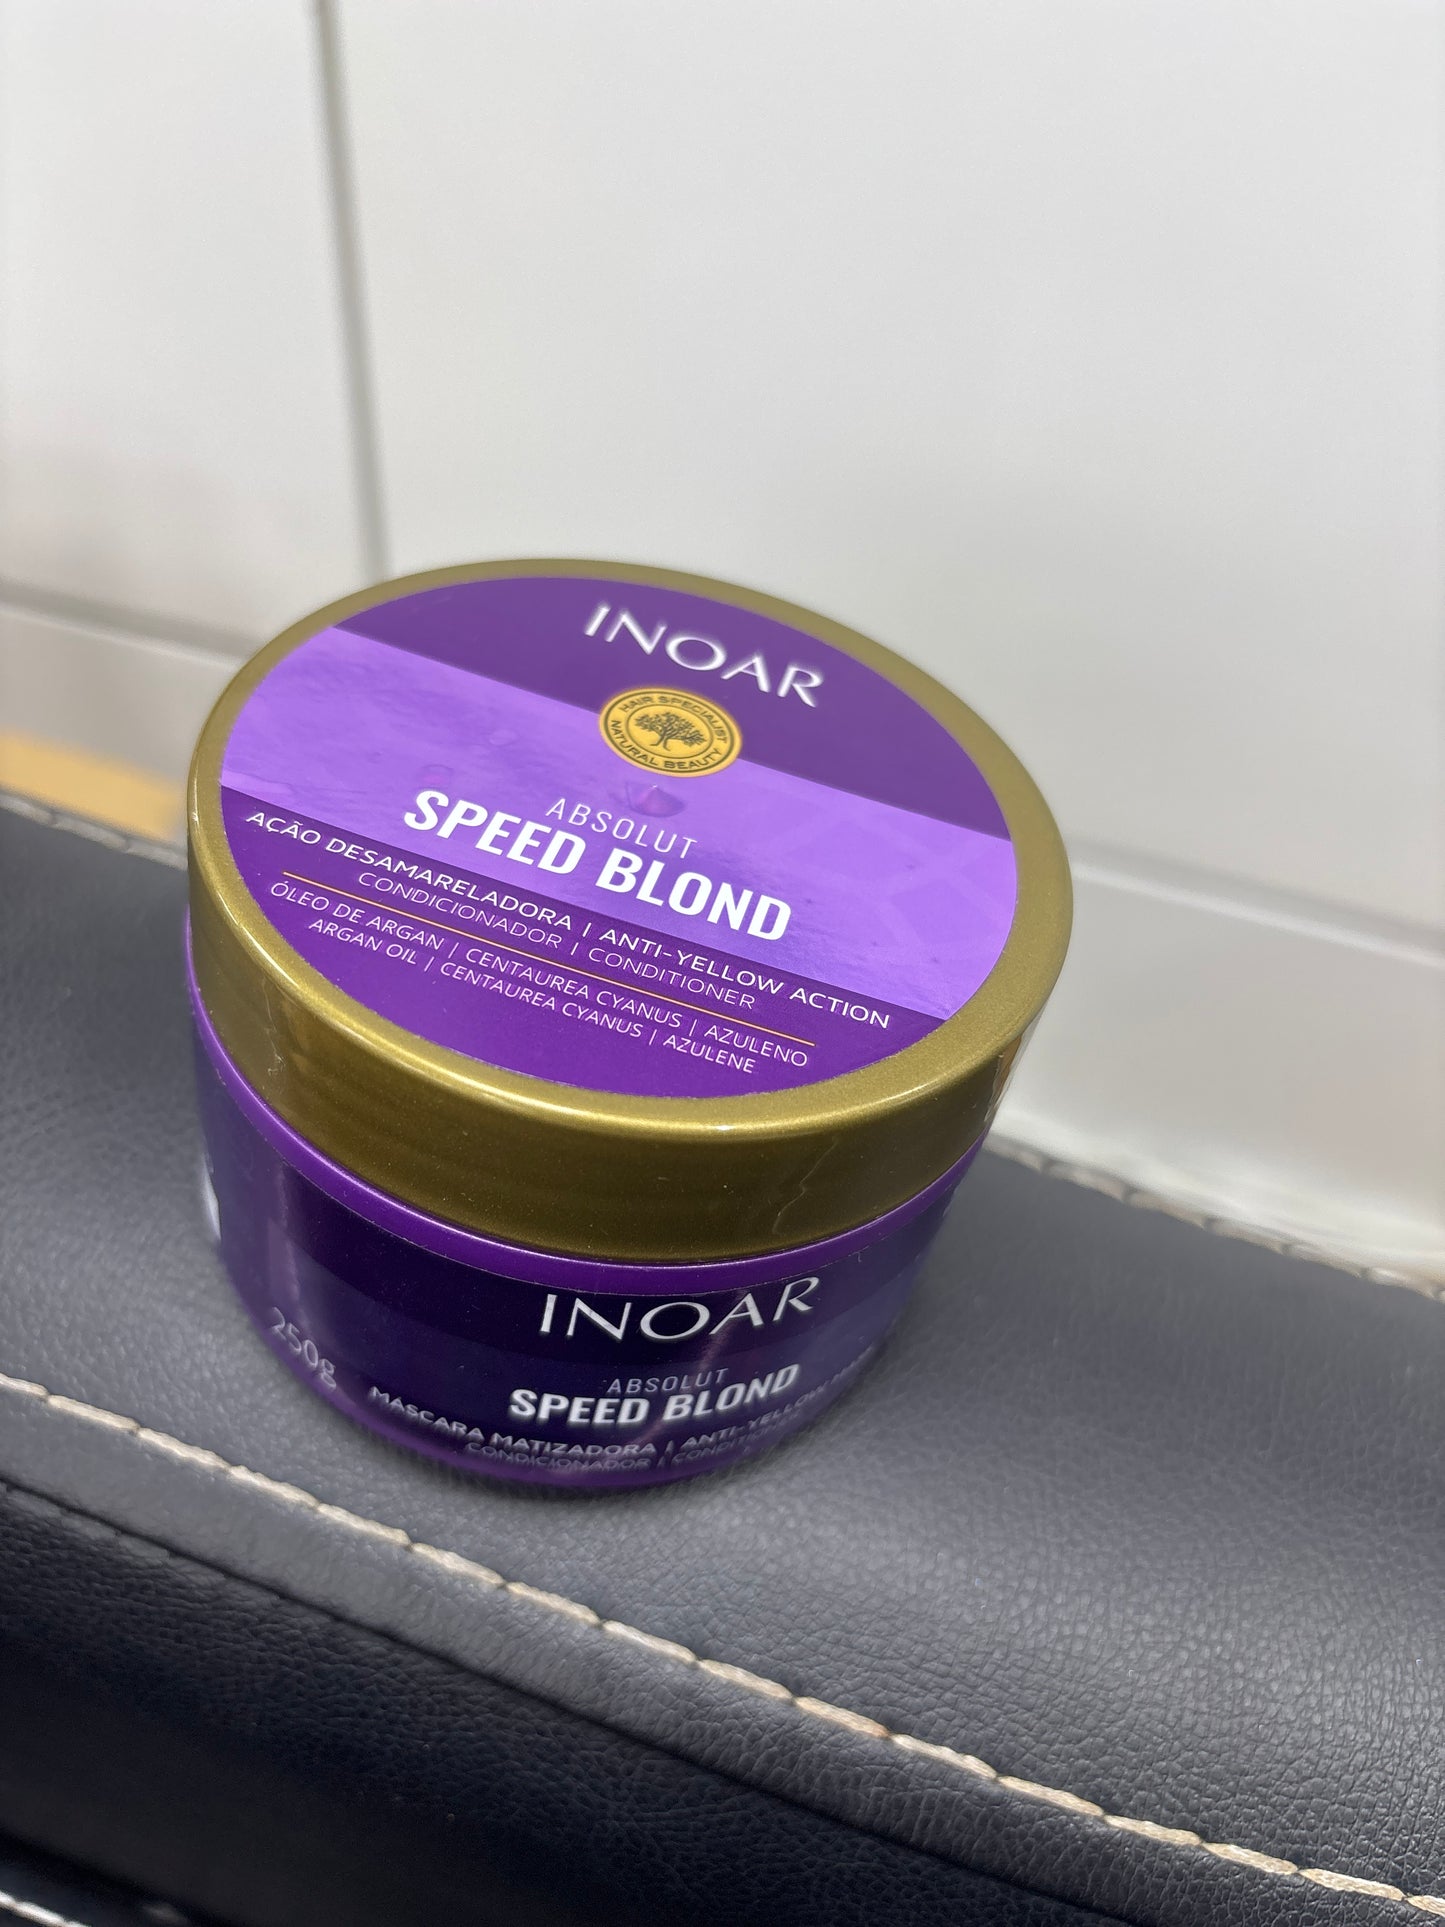 INOAR
HAIR SPECIALIST
NATURAL BEAUTY
ABSOLUT
SPEED BLOND
AÇÃO DESAMARELADORA | ANTI-YELLOW ACTION
CONDICIONADOR | CONDITIONER
ÓLEO DE ARGAN | CENTAUREA CYANUS | AZULENO
ARGAN OIL | CENTAUREA CYANUS | AZULENE
INOAR
ABSOLUT
SPEED BLOND
250g
MÁSCARA MATIZADORA | ANTI-YELLOW
CONDICIONADOR |